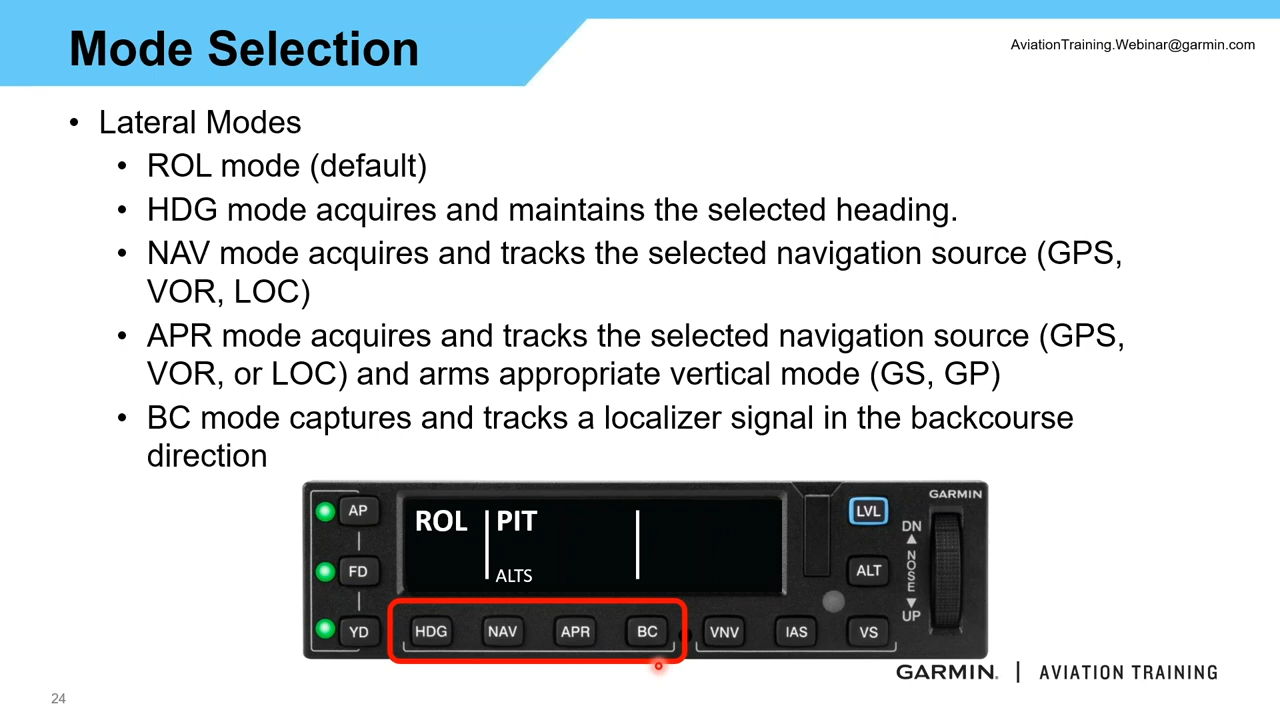 Mode Selection
AviationTraining.Webinar@garmin.com
• Lateral Modes
• ROL mode (default)
• HDG mode acquires and maintains the selected heading.
• NAV mode acquires and tracks the selected navigation source (GPS,
VOR, LOC)
• APR mode acquires and tracks the selected navigation source (GPS,
VOR, or LOC) and arms appropriate vertical mode (GS, GP)
• BC mode captures and tracks a localizer signal in the backcourse
direction
GARMIN
AP
ROL
PIT
LVL
DN
NOSE
UP
FD
ALTS
ALT
YD
HDG
NAV
APR
BC
VNV
IAS
VS
GARMIN. | AVIATION TRAINING
24